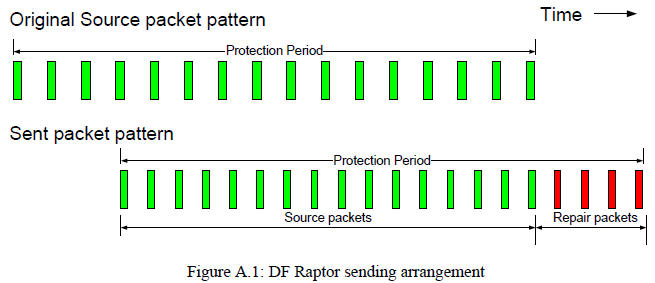 Original Source packet pattern
Time
Protection Period
Sent packet pattern
Protection Period
Source packets
Repair packets
Figure A.1: DF Raptor sending arrangement